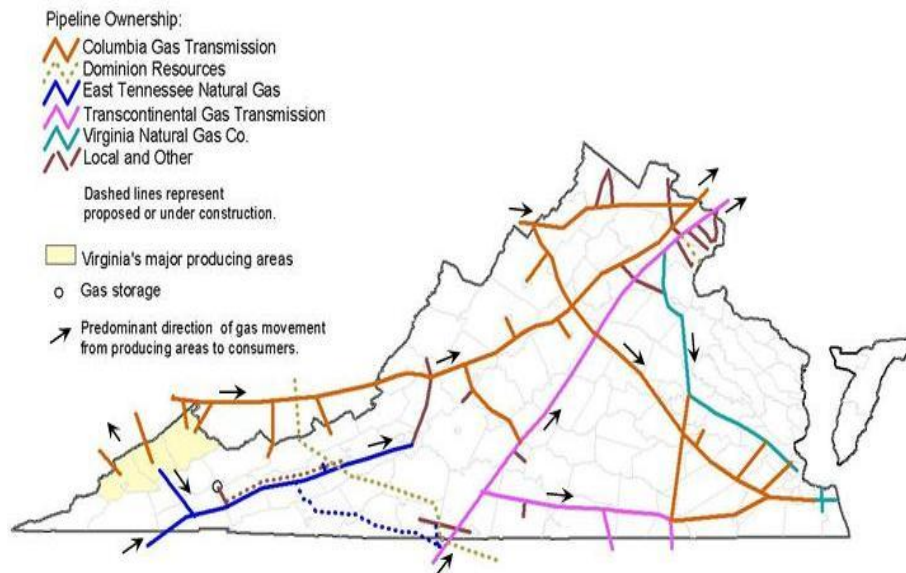 Pipeline Ownership:
Columbia Gas Transmission
Dominion Resources
East Tennessee Natural Gas
Transcontinental Gas Transmission
Virginia Natural Gas Co.
Local and Other
Dashed lines represent
proposed or under construction.
Virginia's major producing areas
Gas storage
Predominant direction of gas movement
from producing areas to consumers.